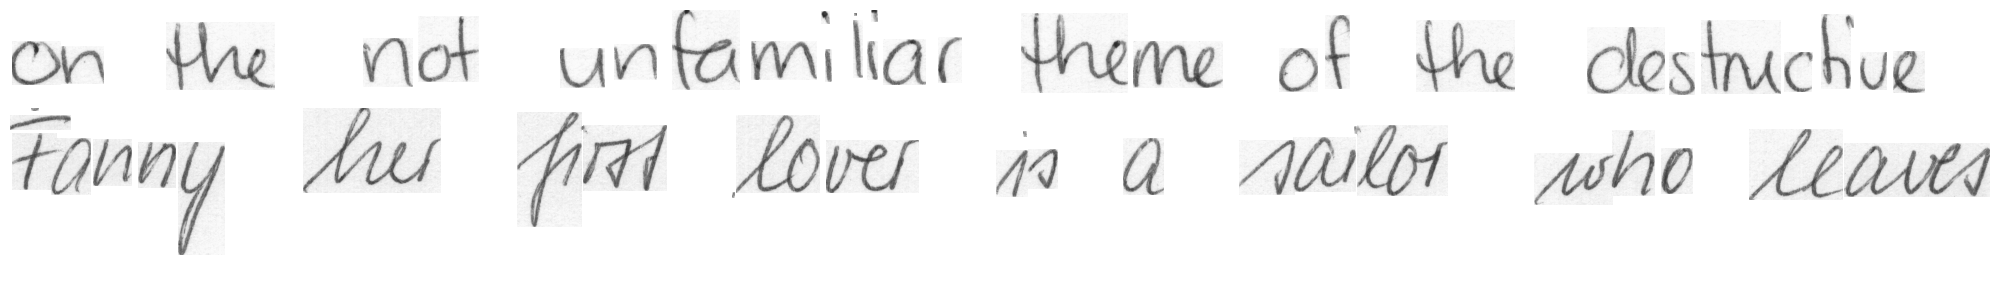 on the not unfamiliar theme of the destructive
Fanny her first lover is a sailor who leaves